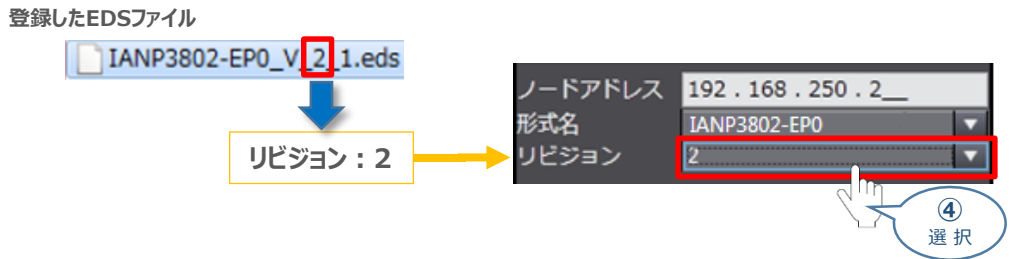 登録したEDSファイル
IANP3802-EP0_V_2_1.eds
リビジョン：2
ノードアドレス 192 . 168 . 250 . 2__
形式名 IANP3802-EP0
リビジョン 2
④
選択